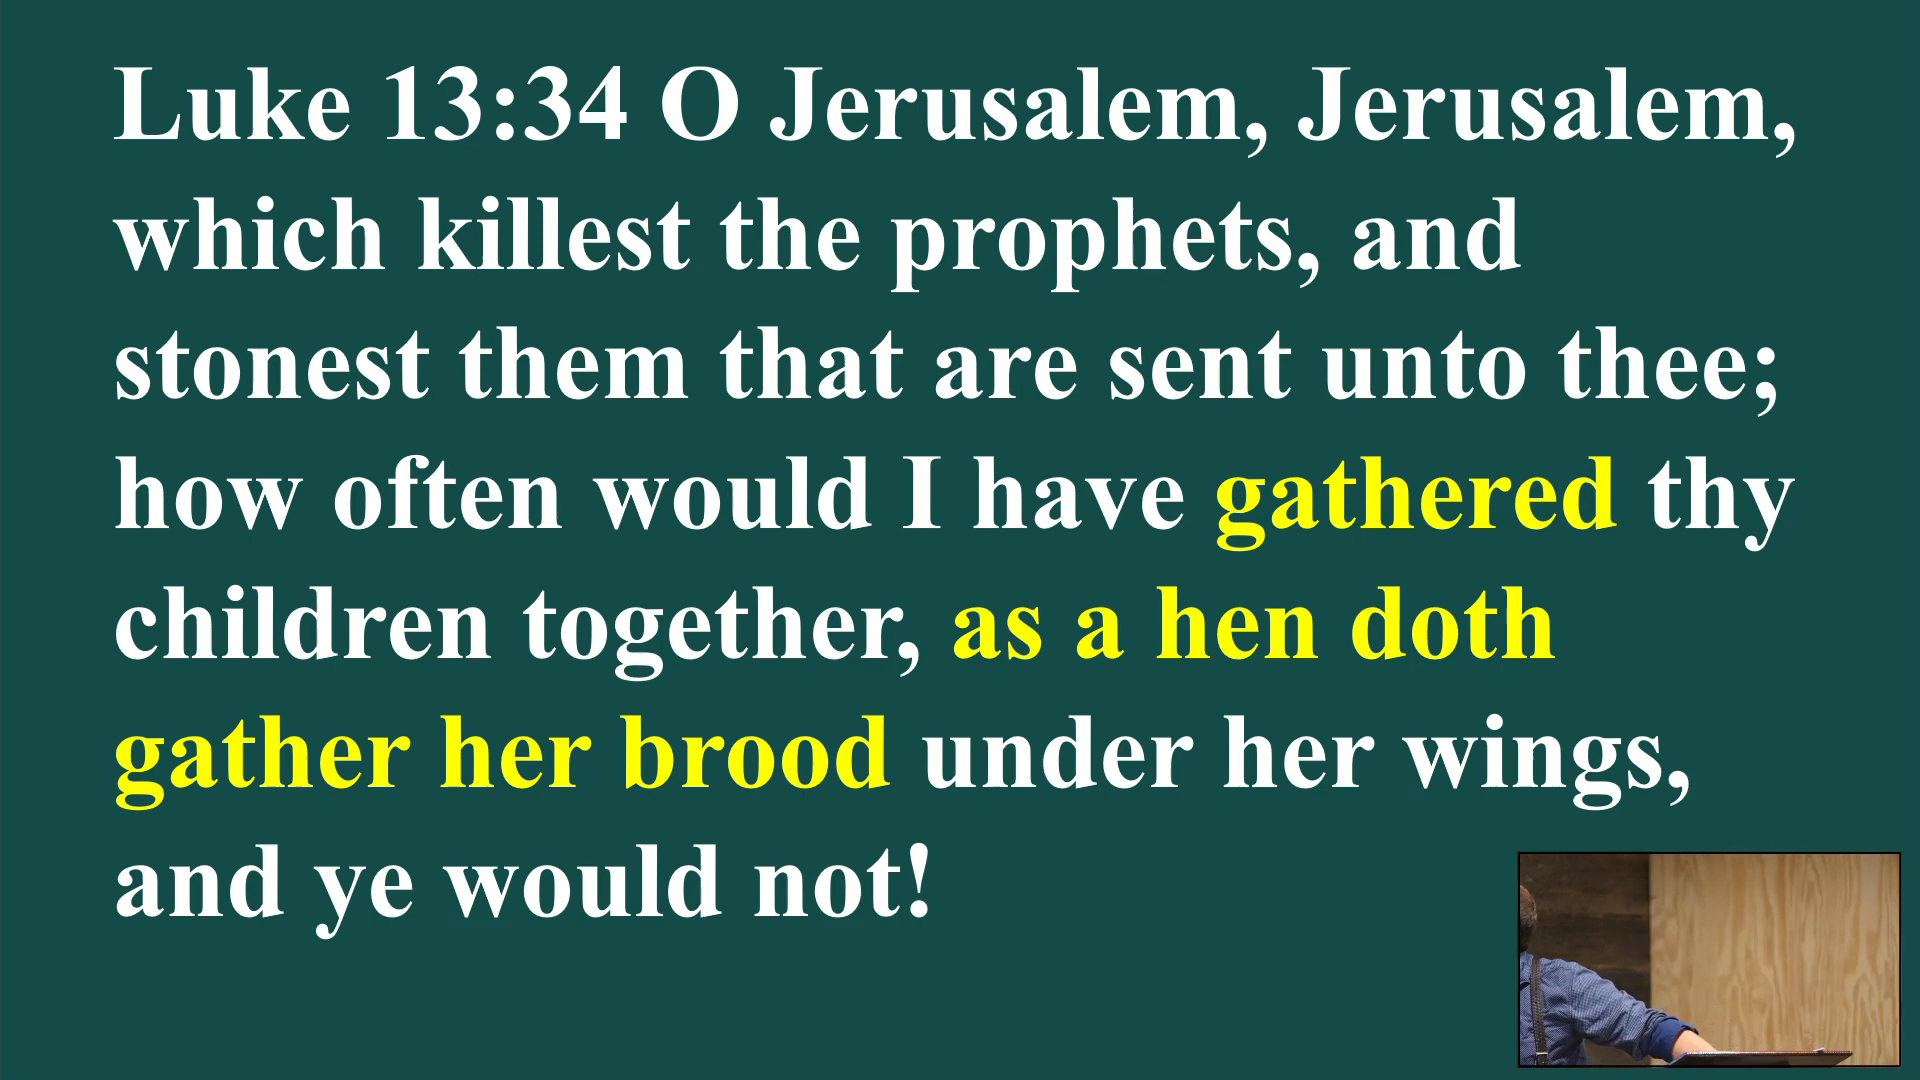 Luke 13:34 O Jerusalem, Jerusalem,
which killest the prophets, and
stonest them that are sent unto thee;
how often would I have gathered thy
children together, as a hen doth
gather her brood under her wings,
and ye would not!